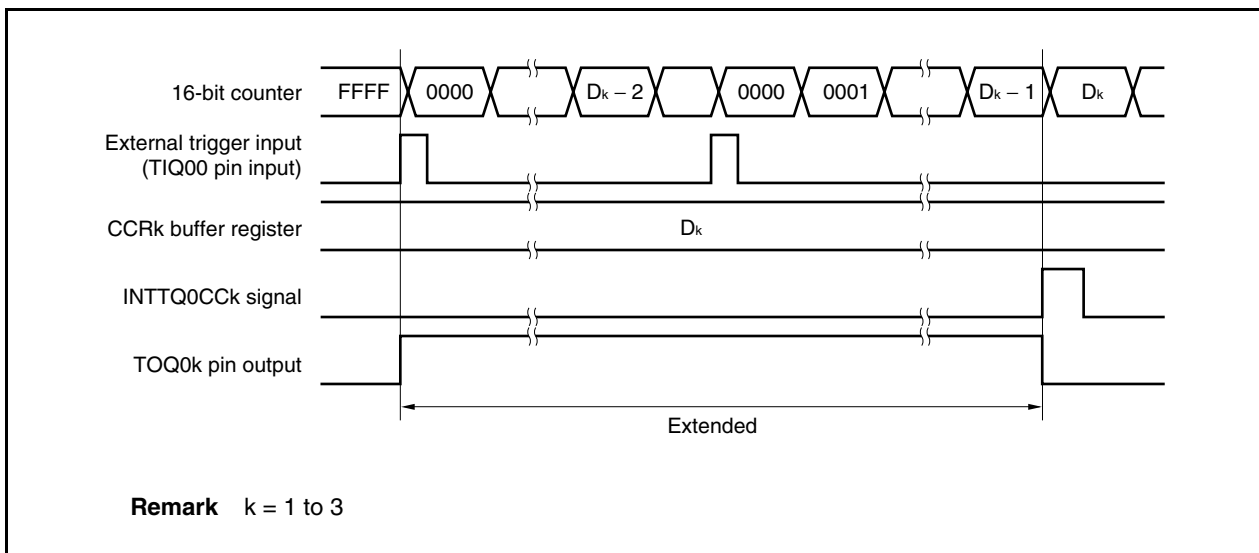 16-bit counter FFFF 0000 Dk − 2 0000 0001 Dk − 1 Dk
External trigger input
(TIQ00 pin input)
CCRk buffer register Dk
INTTQ0CCk signal
TOQ0k pin output
Extended
Remark k = 1 to 3